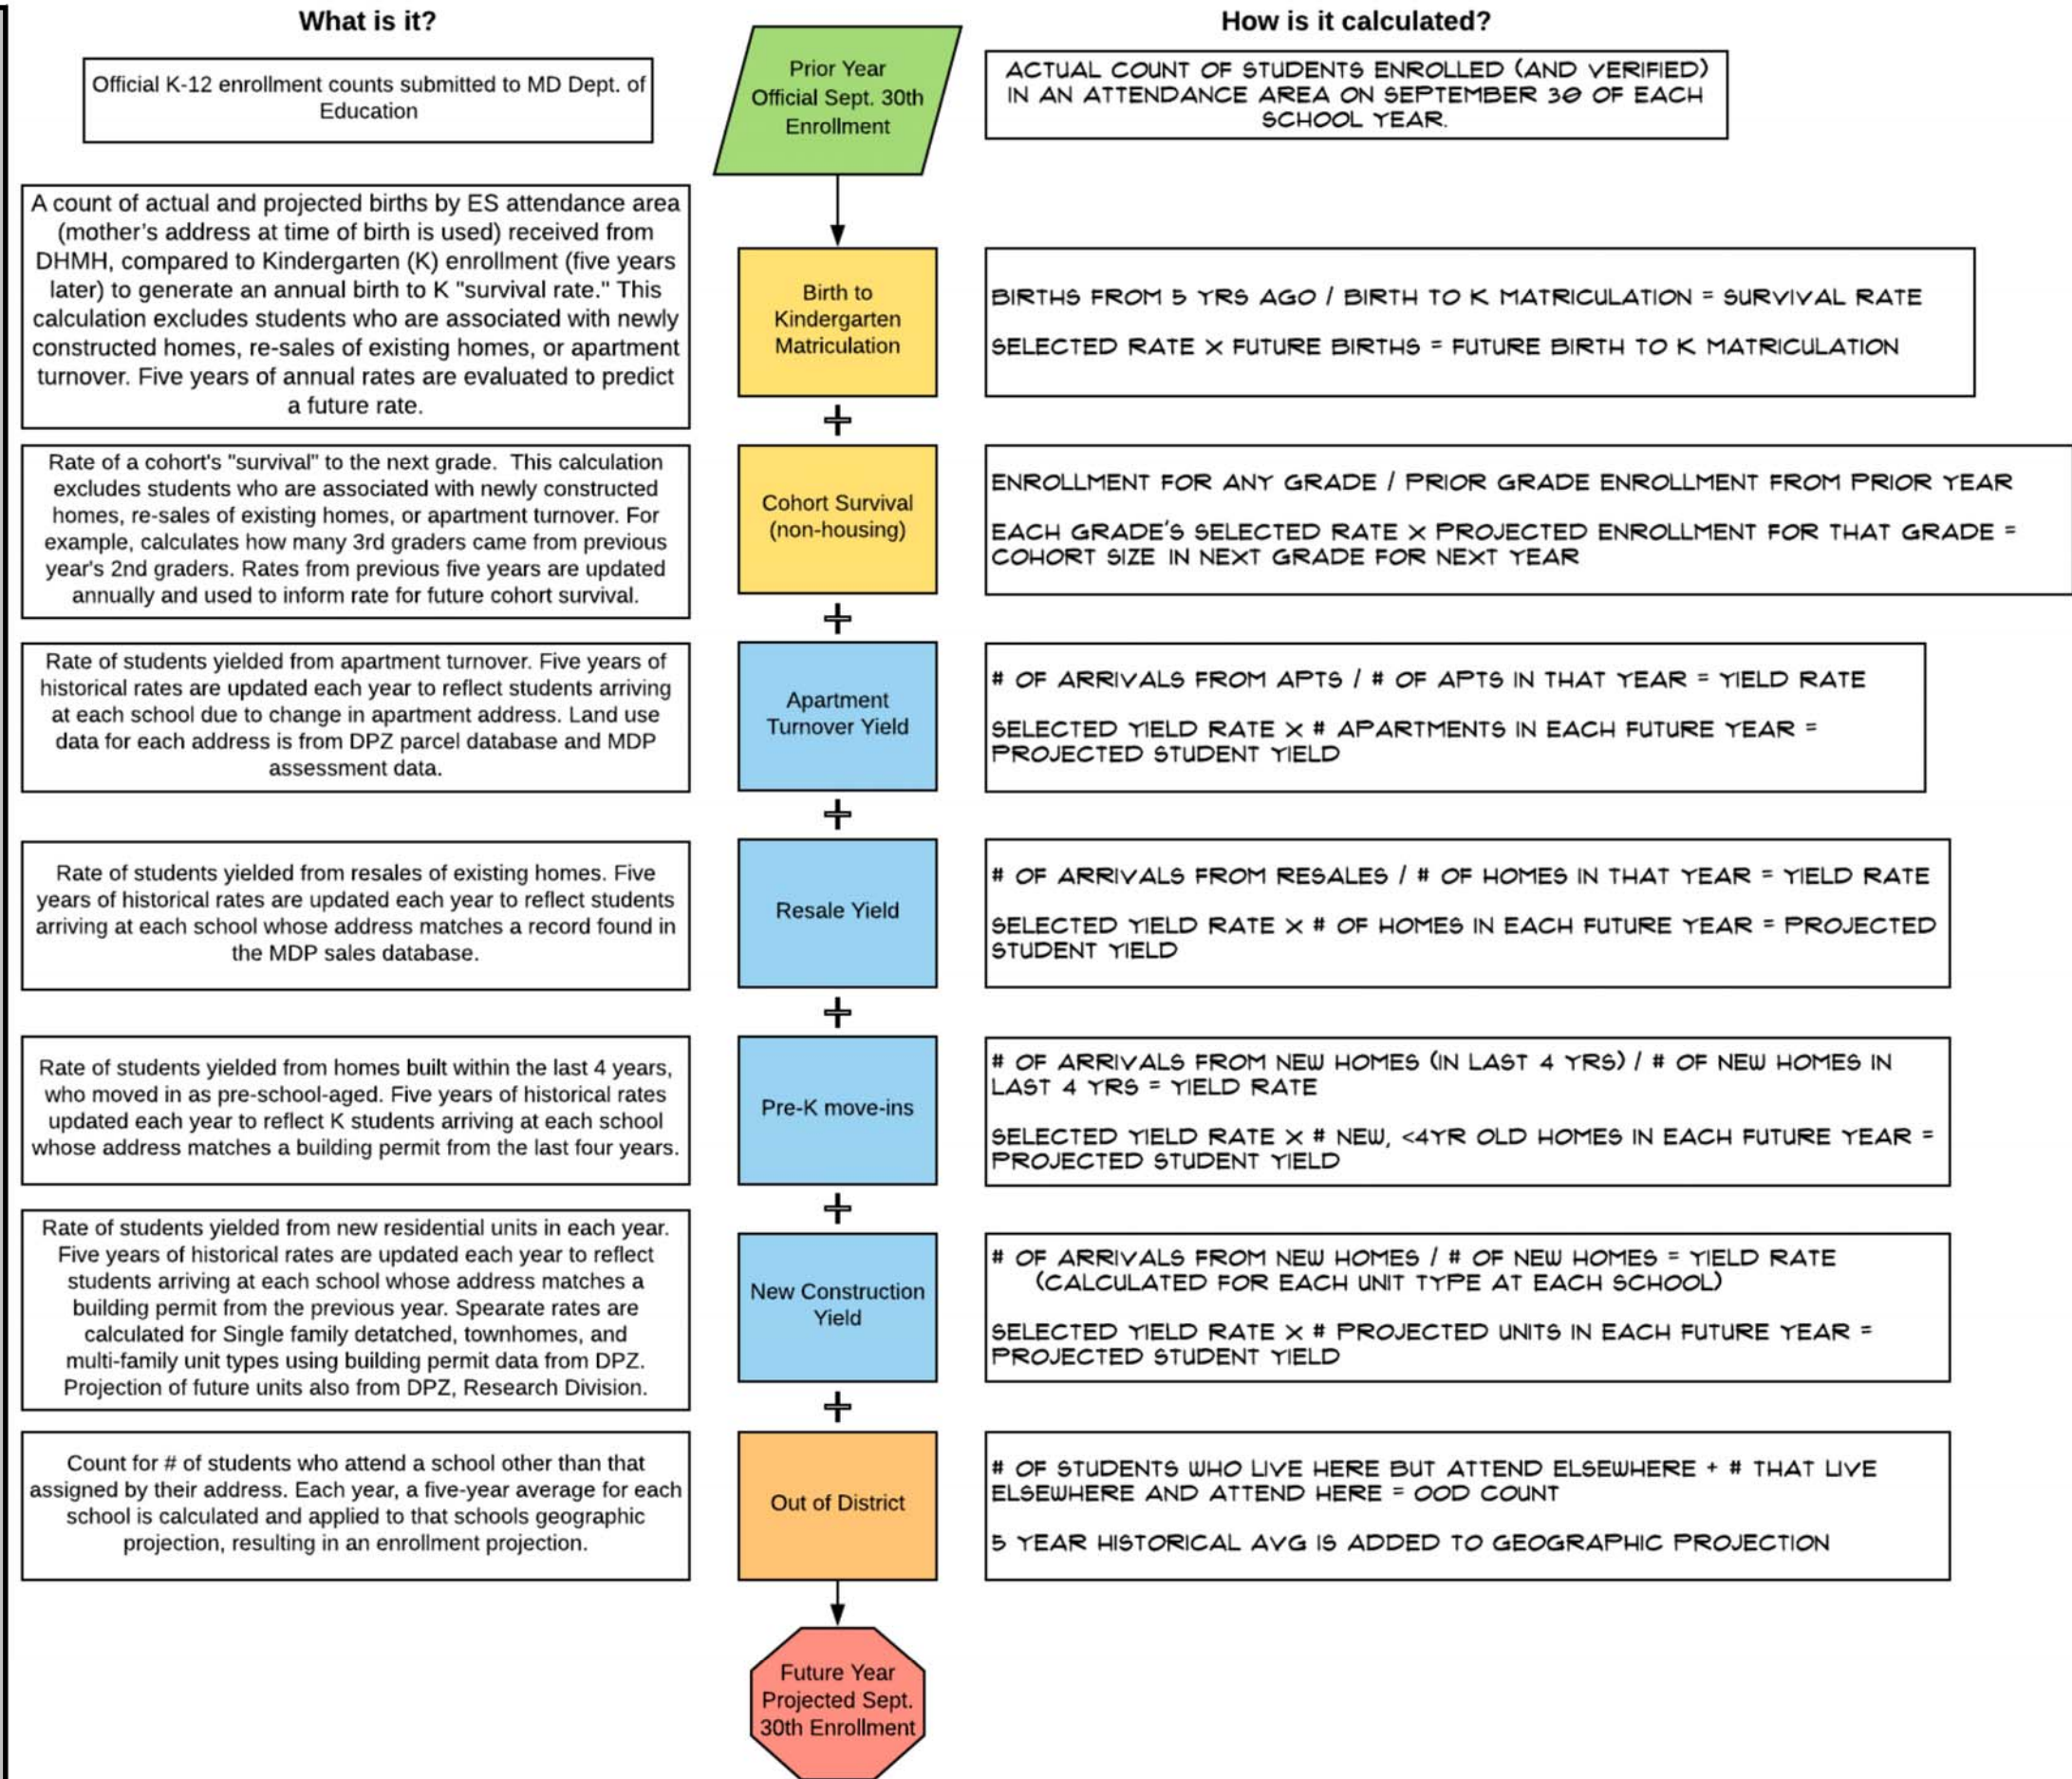 What is it?
How is it calculated?
Official K-12 enrollment counts submitted to MD Dept. of
Education
Prior Year
Official Sept. 30th
Enrollment
ACTUAL COUNT OF STUDENTS ENROLLED (AND VERIFIED)
IN AN ATTENDANCE AREA ON SEPTEMBER 30 OF EACH
SCHOOL YEAR.
A count of actual and projected births by ES attendance area
(mother's address at time of birth is used) received from
DHMH, compared to Kindergarten (K) enrollment (five years
later) to generate an annual birth to K "survival rate." This
calculation excludes students who are associated with newly
constructed homes, re-sales of existing homes, or apartment
turnover. Five years of annual rates are evaluated to predict
a future rate.
Birth to
Kindergarten
Matriculation
BIRTHS FROM 5 YRS AGO / BIRTH TO K MATRICULATION = SURVIVAL RATE
SELECTED RATE X FUTURE BIRTHS = FUTURE BIRTH TO K MATRICULATION
+
Rate of a cohort's "survival" to the next grade. This calculation
excludes students who are associated with newly constructed
homes, re-sales of existing homes, or apartment turnover. For
example, calculates how many 3rd graders came from previous
year's 2nd graders. Rates from previous five years are updated
annually and used to inform rate for future cohort survival.
Cohort Survival
(non-housing)
ENROLLMENT FOR ANY GRADE / PRIOR GRADE ENROLLMENT FROM PRIOR YEAR
EACH GRADE'S SELECTED RATE X PROJECTED ENROLLMENT FOR THAT GRADE =
COHORT SIZE IN NEXT GRADE FOR NEXT YEAR
+
Rate of students yielded from apartment turnover. Five years of
historical rates are updated each year to reflect students arriving
at each school due to change in apartment address. Land use
data for each address is from DPZ parcel database and MDP
assessment data.
Apartment
Turnover Yield
# OF ARRIVALS FROM APTS / # OF APTS IN THAT YEAR = YIELD RATE
SELECTED YIELD RATE X # APARTMENTS IN EACH FUTURE YEAR =
PROJECTED STUDENT YIELD
+
Rate of students yielded from resales of existing homes. Five
years of historical rates are updated each year to reflect students
arriving at each school whose address matches a record found in
the MDP sales database.
Resale Yield
# OF ARRIVALS FROM RESALES / # OF HOMES IN THAT YEAR = YIELD RATE
SELECTED YIELD RATE X # OF HOMES IN EACH FUTURE YEAR = PROJECTED
STUDENT YIELD
+
Rate of students yielded from homes built within the last 4 years,
who moved in as pre-school-aged. Five years of historical rates
updated each year to reflect K students arriving at each school
whose address matches a building permit from the last four years.
Pre-K move-ins
# OF ARRIVALS FROM NEW HOMES (IN LAST 4 YRS) / # OF NEW HOMES IN
LAST 4 YRS = YIELD RATE
SELECTED YIELD RATE X # NEW, <4YR OLD HOMES IN EACH FUTURE YEAR =
PROJECTED STUDENT YIELD
+
Rate of students yielded from new residential units in each year.
Five years of historical rates are updated each year to reflect
students arriving at each school whose address matches a
building permit from the previous year. Spearate rates are
calculated for Single family detatched, townhomes, and
multi-family unit types using building permit data from DPZ.
Projection of future units also from DPZ, Research Division.
New Construction
Yield
# OF ARRIVALS FROM NEW HOMES / # OF NEW HOMES = YIELD RATE
(CALCULATED FOR EACH UNIT TYPE AT EACH SCHOOL)
SELECTED YIELD RATE X # PROJECTED UNITS IN EACH FUTURE YEAR =
PROJECTED STUDENT YIELD
+
Count for # of students who attend a school other than that
assigned by their address. Each year, a five-year average for each
school is calculated and applied to that schools geographic
projection, resulting in an enrollment projection.
Out of District
# OF STUDENTS WHO LIVE HERE BUT ATTEND ELSEWHERE + # THAT LIVE
ELSEWHERE AND ATTEND HERE = OOD COUNT
5 YEAR HISTORICAL AVG IS ADDED TO GEOGRAPHIC PROJECTION
Future Year
Projected Sept.
30th Enrollment